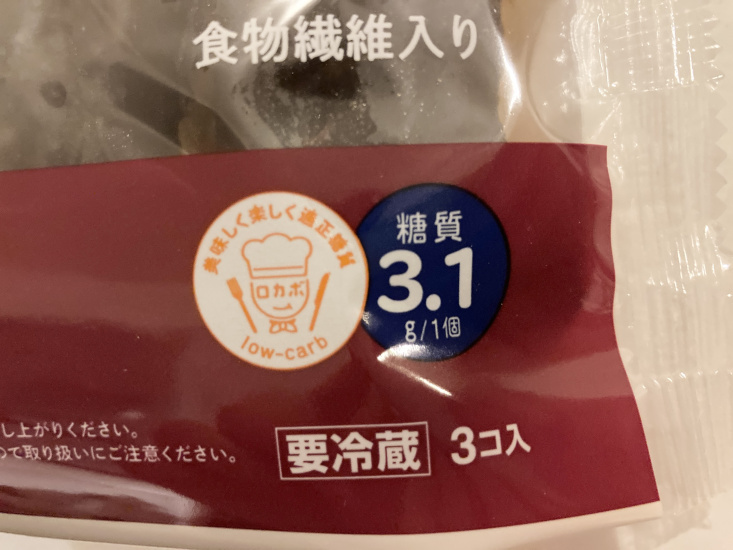 食物繊維入り
美味しく楽しく適正糖質
ロカボ
low-carb
糖質
3.1
g/1個
し上がりください。
ので取り扱いにご注意ください。
要冷蔵 3コ入